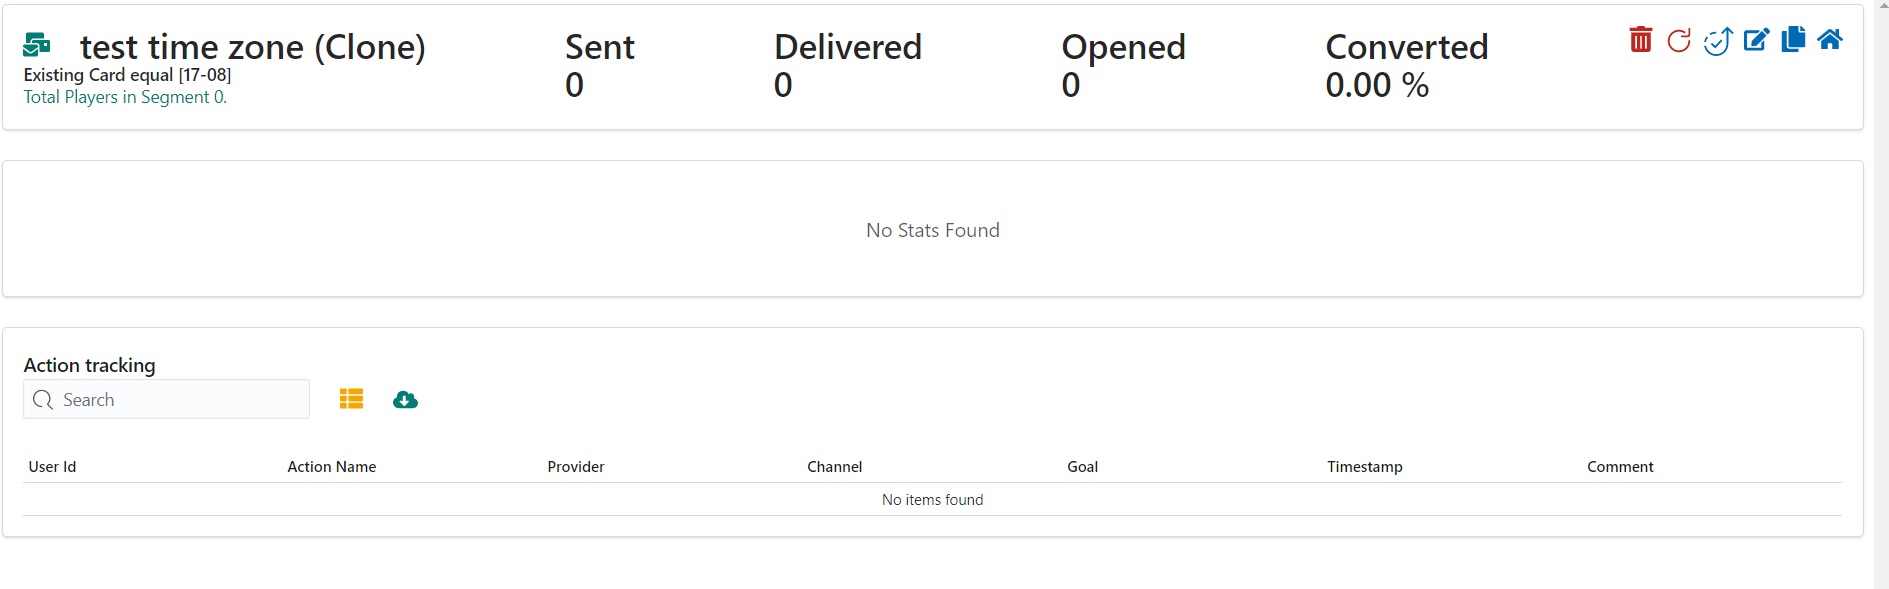 test time zone (Clone)
Existing Card equal [17-08]
Total Players in Segment 0.
Sent
0
Delivered
0
Opened
0
Converted
0.00 %
No Stats Found
Action tracking
Search
User Id Action Name Provider Channel Goal Timestamp Comment
No items found